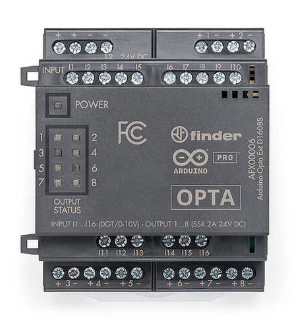 + - + -
12...24V DC
INPUT I1 I2 I3 I4 I5 I6 I7 I8 I9 I10
POWER
1 2
3 4
5 6
7 8
OUTPUT
STATUS
FC
finder
ARDUINO PRO
OPTA
AFX00006
Arduino Opta Ext D1608S
INPUT I1...I16 (DGT/0-10V) - OUTPUT 1...8 (SSR 2A 24V DC)
I11 I12 I13 I14 I15 I16
+ 3 - + 4 - + 5 - + 6 - + 7 - + 8 -